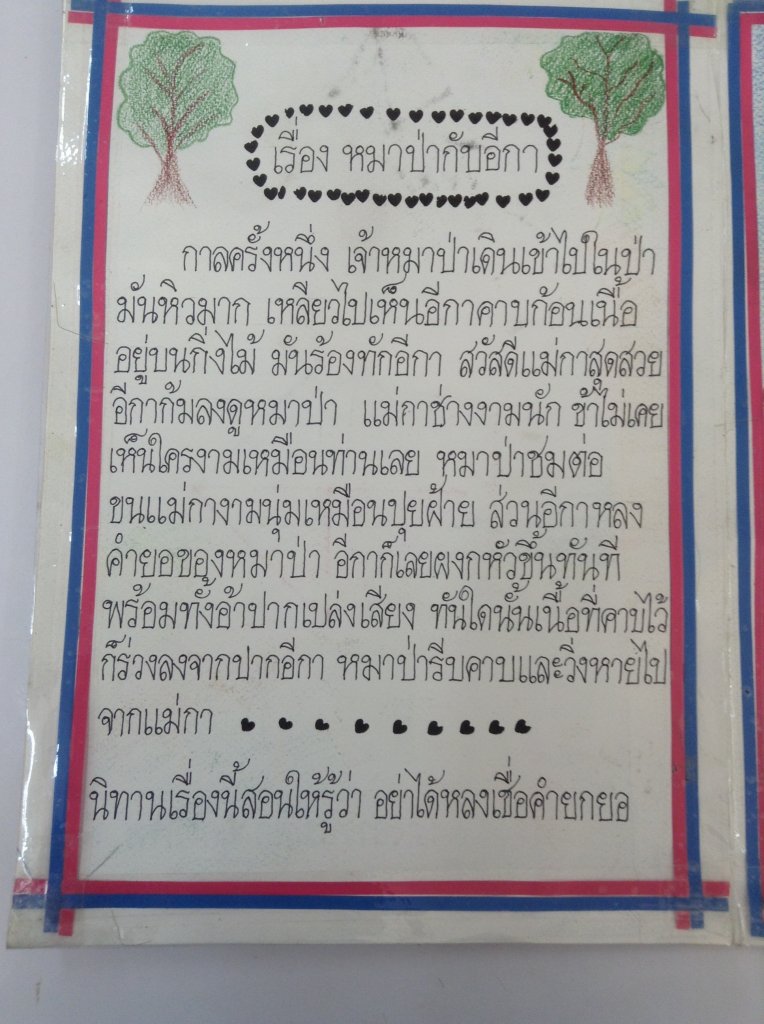 เรื่อง หมาป่ากับอีกา
กาลครั้งหนึ่ง เจ้าหมาป่าเดินเข้าไปในป่า
มันหิวมาก เหลียวไปเห็นอีกาคาบก้อนเนื้อ
อยู่บนกิ่งไม้ มันร้องทักอีกา สวัสดีแม่กาสุดสวย
อีกาก้มลงดูหมาป่า แม่กาช่างงามนัก ข้าไม่เคย
เห็นใครงามเหมือนท่านเลย หมาป่าชมต่อ
ขนแม่กางามนุ่มเหมือนปุยฝ้าย ส่วนอีกาหลง
คำยอของหมาป่า อีกาก็เลยผงกหัวขึ้นทันที
พร้อมทั้งอ้าปากเปล่งเสียง ทันใดนั้นเนื้อที่คาบไว้
ก็ร่วงลงจากปากอีกา หมาป่ารีบคาบและวิ่งหายไป
จากแม่กา
นิทานเรื่องนี้สอนให้รู้ว่า อย่าได้หลงเชื่อคำยกยอ